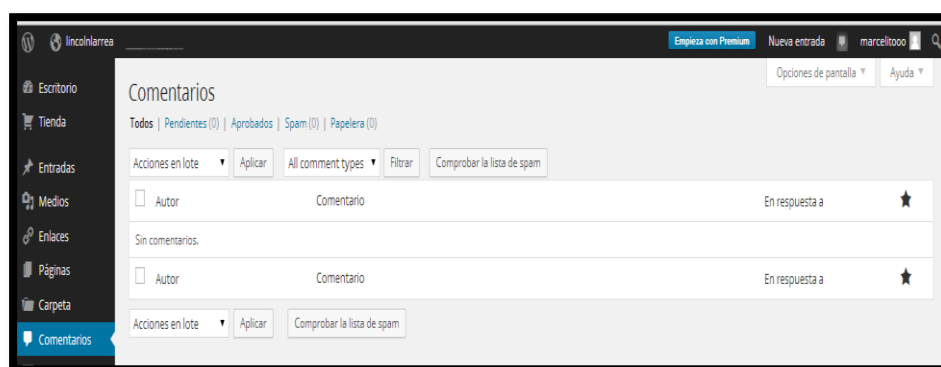 lincolnlarrea Empieza con Premium Nueva entrada marcelitooo
Opciones de pantalla Ayuda
Escritorio
Tienda
Entradas
Medios
Enlaces
Páginas
Carpeta
Comentarios
Comentarios
Todos | Pendientes (0) | Aprobados | Spam (0) | Papelera (0)
Acciones en lote Aplicar All comment types Filtrar Comprobar la lista de spam
Autor Comentario En respuesta a
Sin comentarios.
Autor Comentario En respuesta a
Acciones en lote Aplicar Comprobar la lista de spam